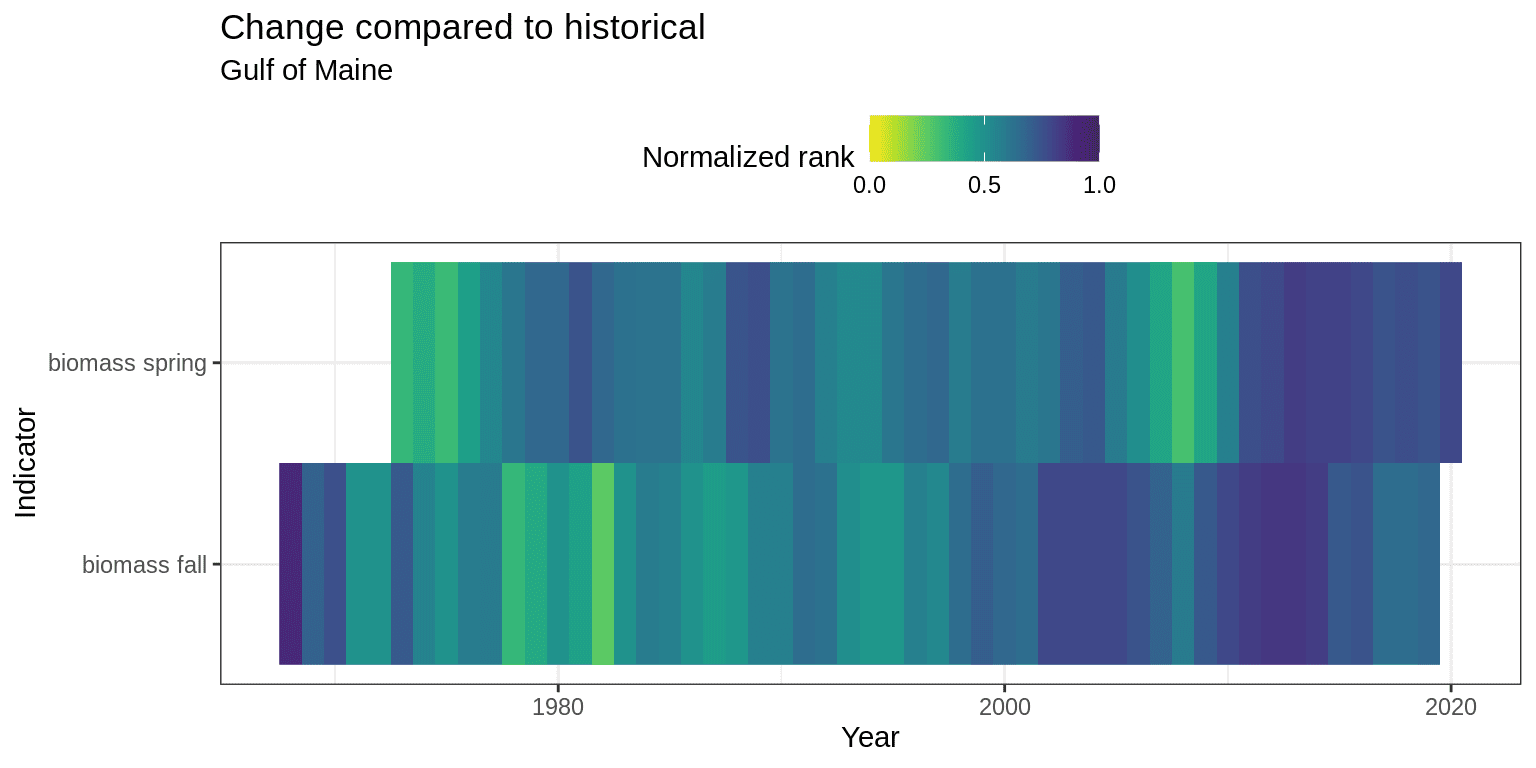 Change compared to historical
Gulf of Maine
Normalized rank
0.0 0.5 1.0
biomass spring
biomass fall
Indicator
1980 2000 2020
Year